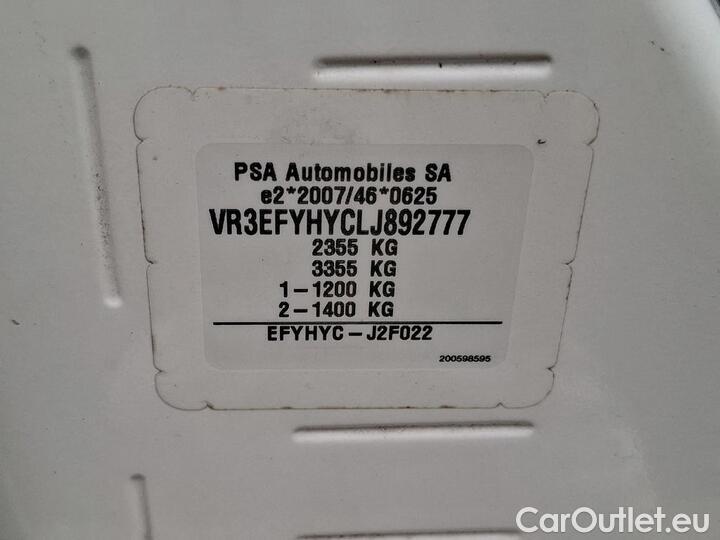 PSA Automobiles SA
e2*2007/46*0625
VR3EFYHYCLJ892777
2355 KG
3355 KG
1-1200 KG
2-1400 KG
EFYHYC-J2F022
200598595
CarOutlet.eu